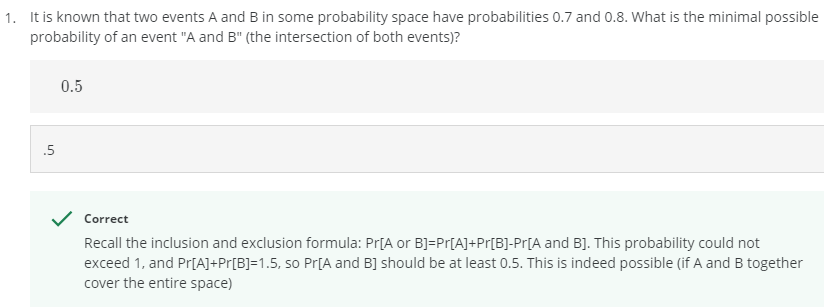 1. It is known that two events A and B in some probability space have probabilities 0.7 and 0.8. What is the minimal possible
probability of an event "A and B" (the intersection of both events)?
0.5
.5
Correct
Recall the inclusion and exclusion formula: Pr[A or B]=Pr[A]+Pr[B]-Pr[A and B]. This probability could not
exceed 1, and Pr[A]+Pr[B]=1.5, so Pr[A and B] should be at least 0.5. This is indeed possible (if A and B together
cover the entire space)